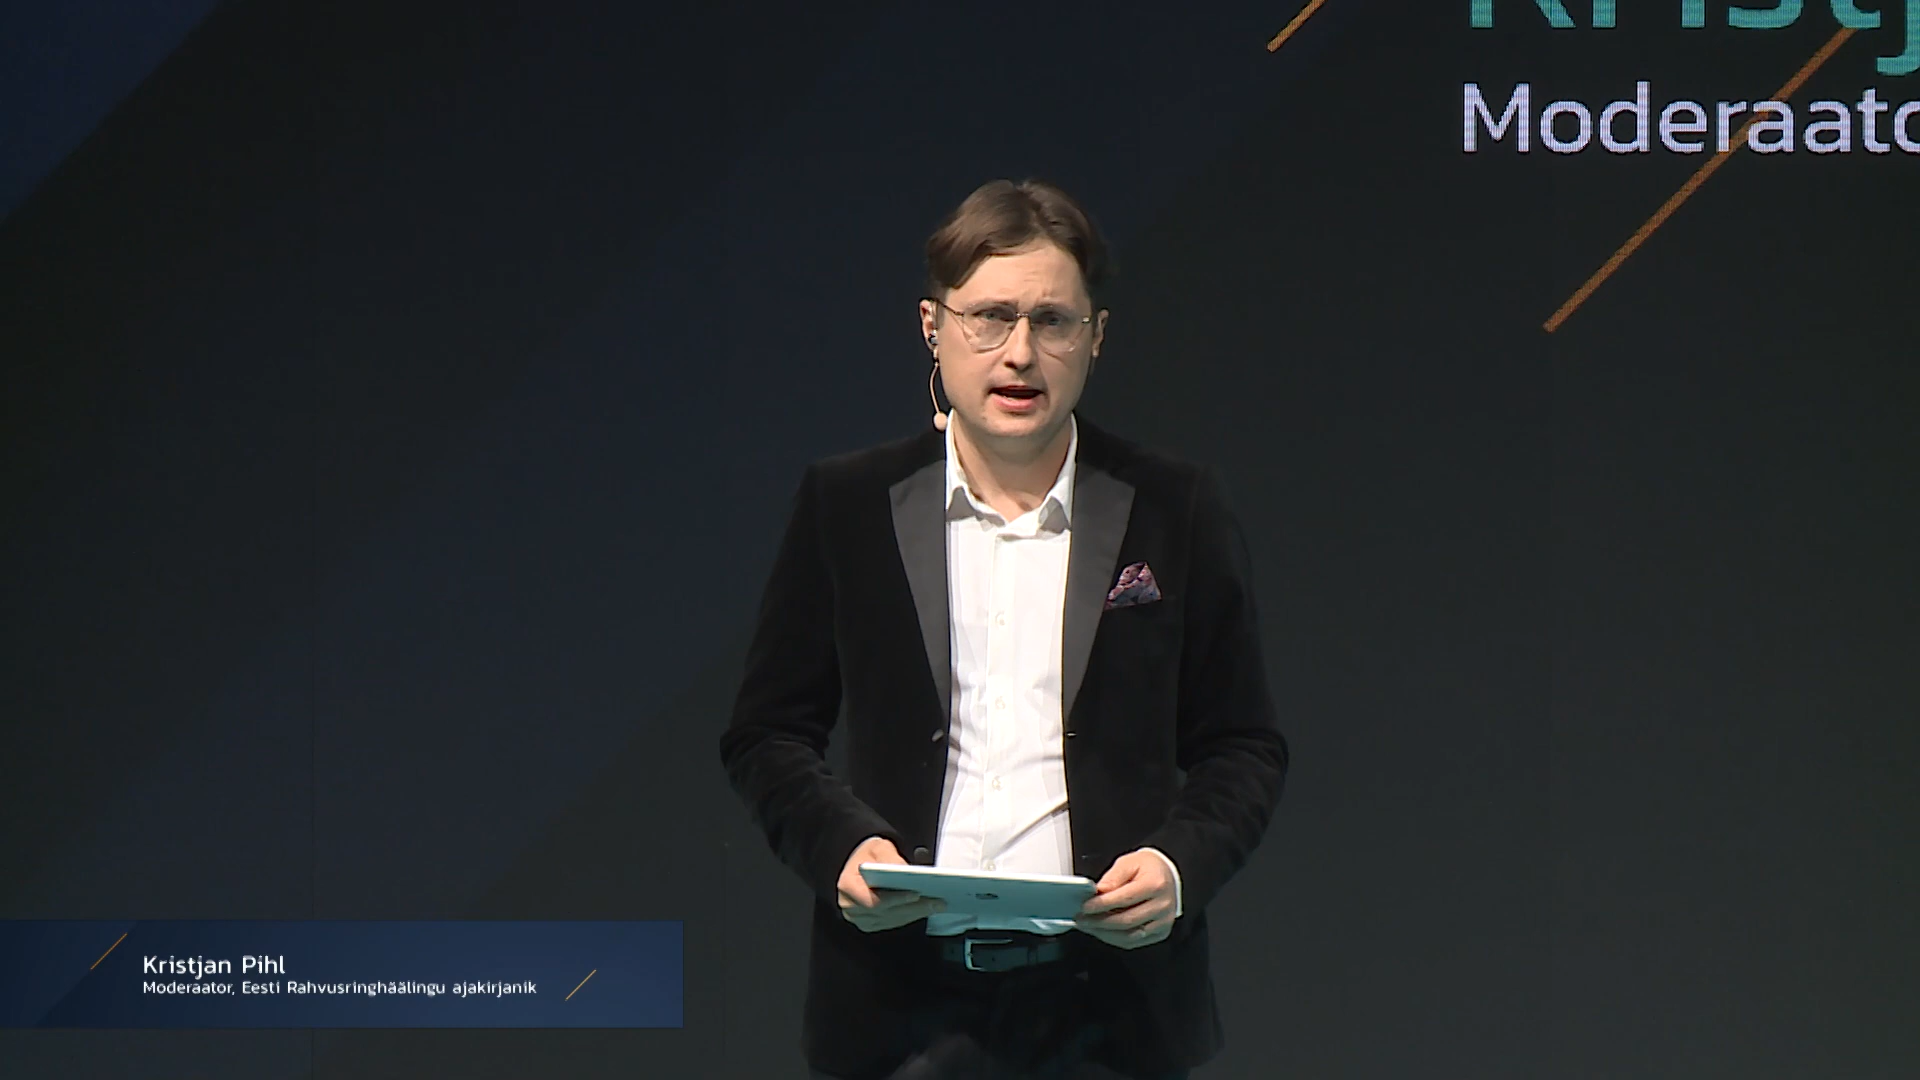 Moderaato
Kristjan Pihl
Moderaator, Eesti Rahvusringhäälingu ajakirjanik